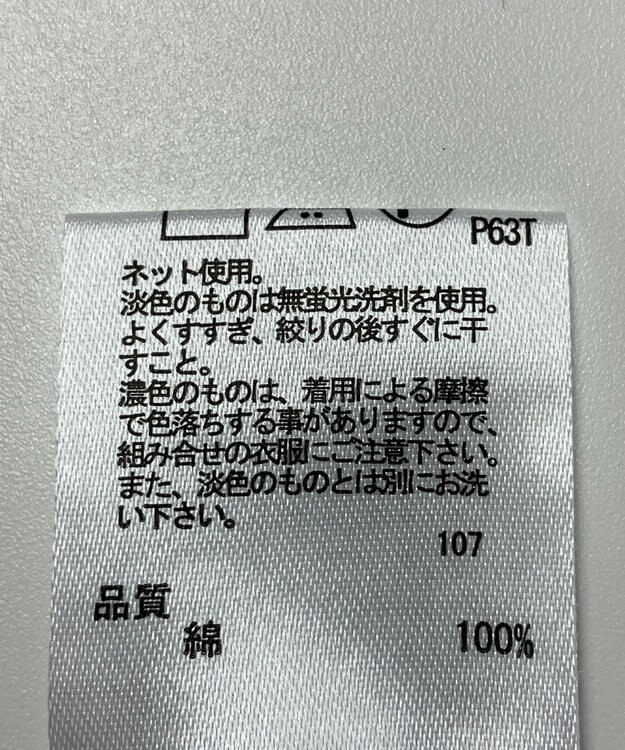 P63T
ネット使用。
淡色のものは無蛍光洗剤を使用。
よくすすぎ、絞りの後すぐに干
すこと。
濃色のものは、着用による摩擦
で色落ちする事がありますので、
組み合せの衣服にご注意下さい。
また、淡色のものとは別にお洗
い下さい。
107
品質
綿 100%